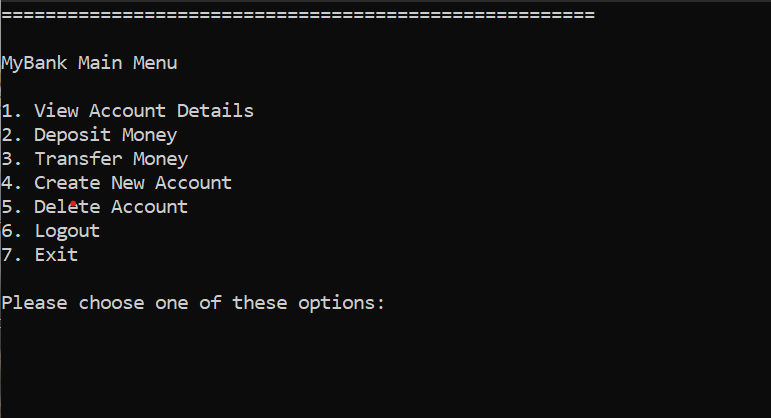 ======================================================
MyBank Main Menu
1. View Account Details
2. Deposit Money
3. Transfer Money
4. Create New Account
5. Delete Account
6. Logout
7. Exit
Please choose one of these options: